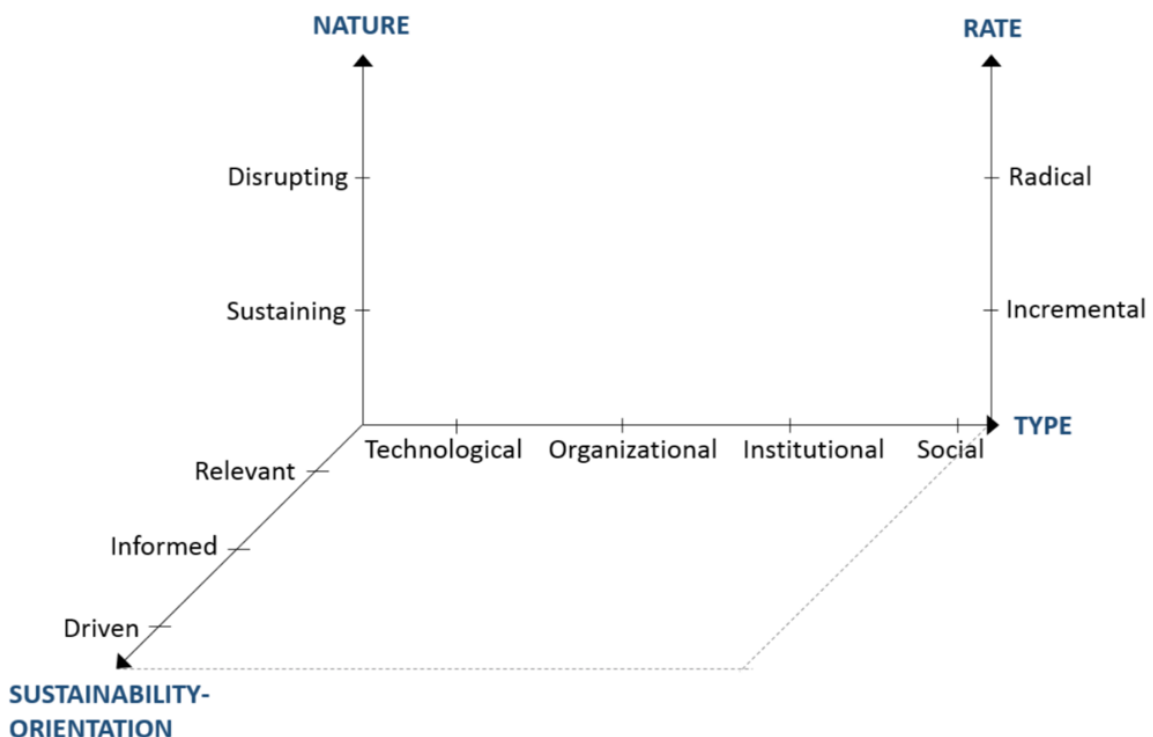 NATURE
RATE
Disrupting
Radical
Sustaining
Incremental
TYPE
Technological
Organizational
Institutional
Social
Relevant
Informed
Driven
SUSTAINABILITY-
ORIENTATION